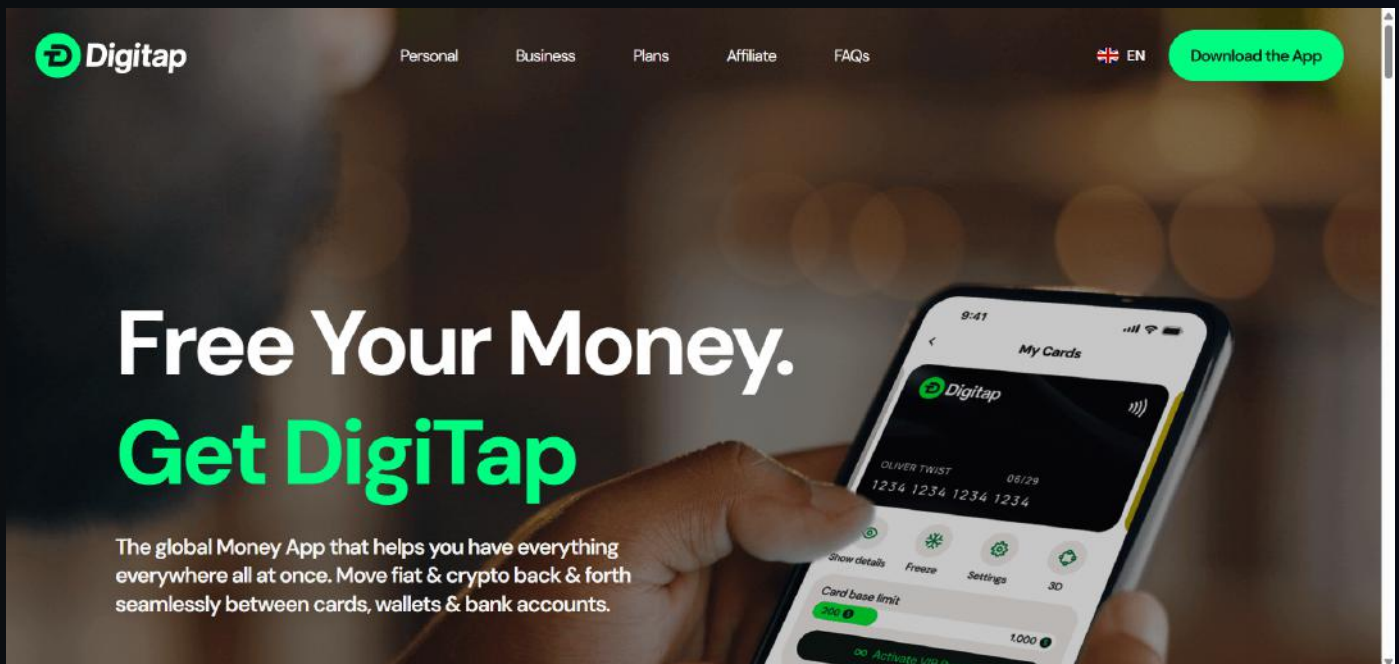 Digitap
Personal
Business
Plans
Affiliate
FAQs
EN
Download the App
Free Your Money.
Get DigiTap
The global Money App that helps you have everything
everywhere all at once. Move fiat & crypto back & forth
seamlessly between cards, wallets & bank accounts.
9:41
My Cards
Digitap
OLIVER TWIST
06/29
1234 1234 1234 1234
Show details
Freeze
Settings
3D
Card base limit
200
1.000
Activate VIP